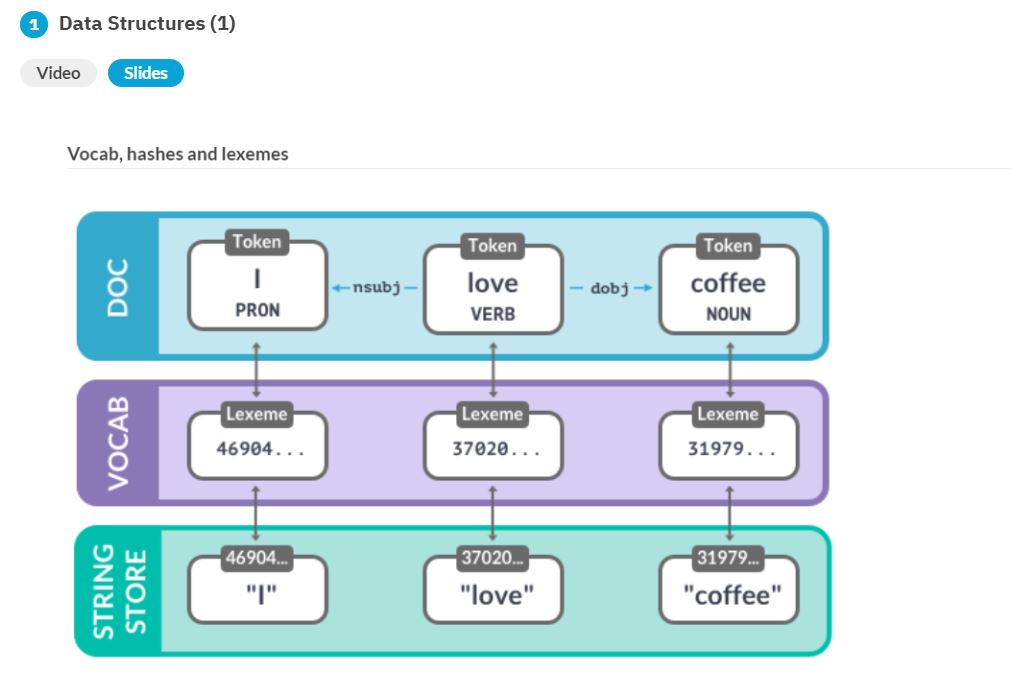 1 Data Structures (1)
Video Slides
Vocab, hashes and lexemes
DOC
Token Token Token
I love coffee
nsubj dobj
PRON VERB NOUN
VOCAB
Lexeme Lexeme Lexeme
46904... 37020... 31979...
STRING
STORE
46904... 37020... 31979...
"I" "love" "coffee"